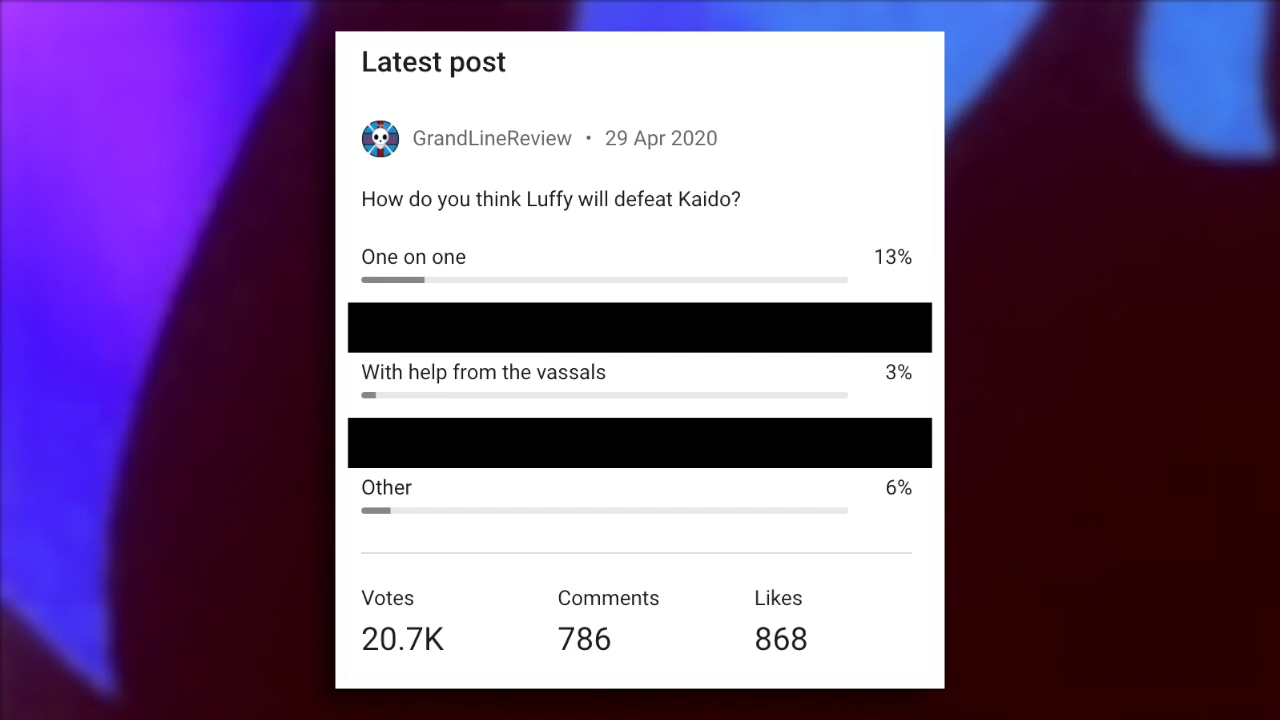 Latest post
GrandLineReview • 29 Apr 2020
How do you think Luffy will defeat Kaido?
One on one 13%
With help from the vassals 3%
Other 6%
Votes Comments Likes
20.7K 786 868